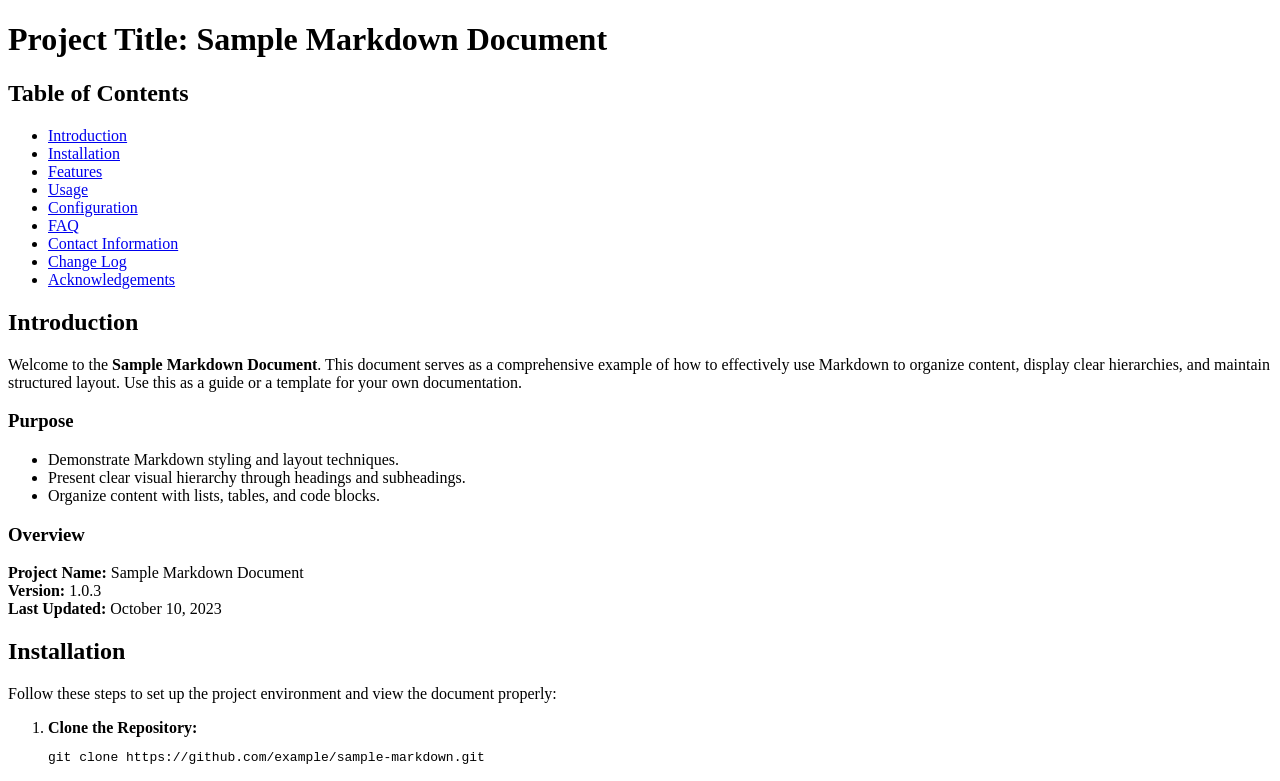 Project Title: Sample Markdown Document
Table of Contents
• Introduction
• Installation
• Features
• Usage
• Configuration
• FAQ
• Contact Information
• Change Log
• Acknowledgements
Introduction
Welcome to the Sample Markdown Document. This document serves as a comprehensive example of how to effectively use Markdown to organize content, display clear hierarchies, and maintain
structured layout. Use this as a guide or a template for your own documentation.
Purpose
• Demonstrate Markdown styling and layout techniques.
• Present clear visual hierarchy through headings and subheadings.
• Organize content with lists, tables, and code blocks.
Overview
Project Name: Sample Markdown Document
Version: 1.0.3
Last Updated: October 10, 2023
Installation
Follow these steps to set up the project environment and view the document properly:
1. Clone the Repository:
git clone https://github.com/example/sample-markdown.git